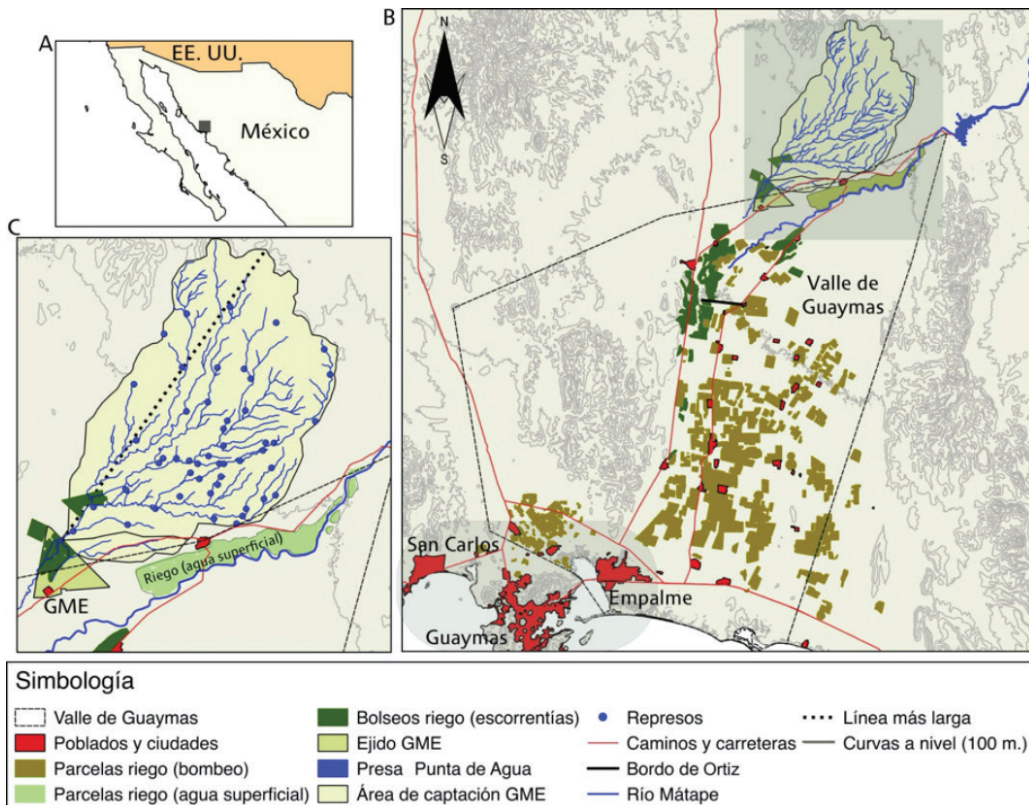 A
EE. UU.
México
B
N
S
Valle de
Guaymas
San Carlos
Empalme
Guaymas
C
Riego (agua superficial)
GME
Simbología
Valle de Guaymas
Poblados y ciudades
Parcelas riego (bombeo)
Parcelas riego (agua superficial)
Bolseos riego (escorrentías)
Ejido GME
Presa Punta de Agua
Área de captación GME
Represos
Caminos y carreteras
Bordo de Ortiz
Río Mátape
Línea más larga
Curvas a nivel (100 m.)